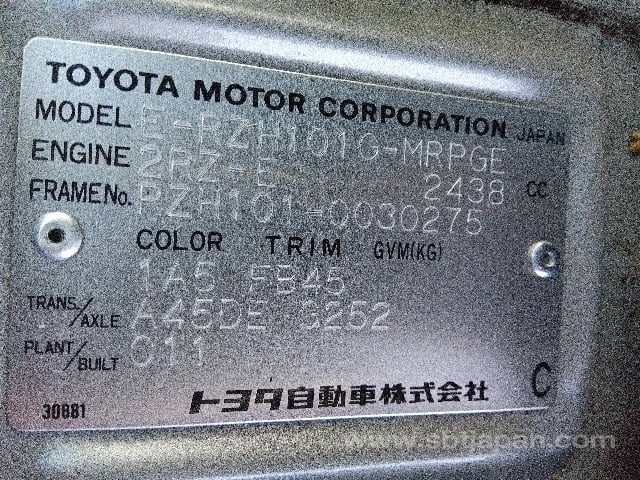 TOYOTA MOTOR CORPORATION JAPAN
MODEL E-RZH101G-MRPGE
ENGINE 2RZ-E 2438 CC
FRAME No. RZH101-0030275
COLOR TRIM GVM(KG)
1A5 FB45
TRANS/AXLE A45DE G252
PLANT/BUILT C11
30881 トヨタ自動車株式会社 C
www.sbtjapan.com